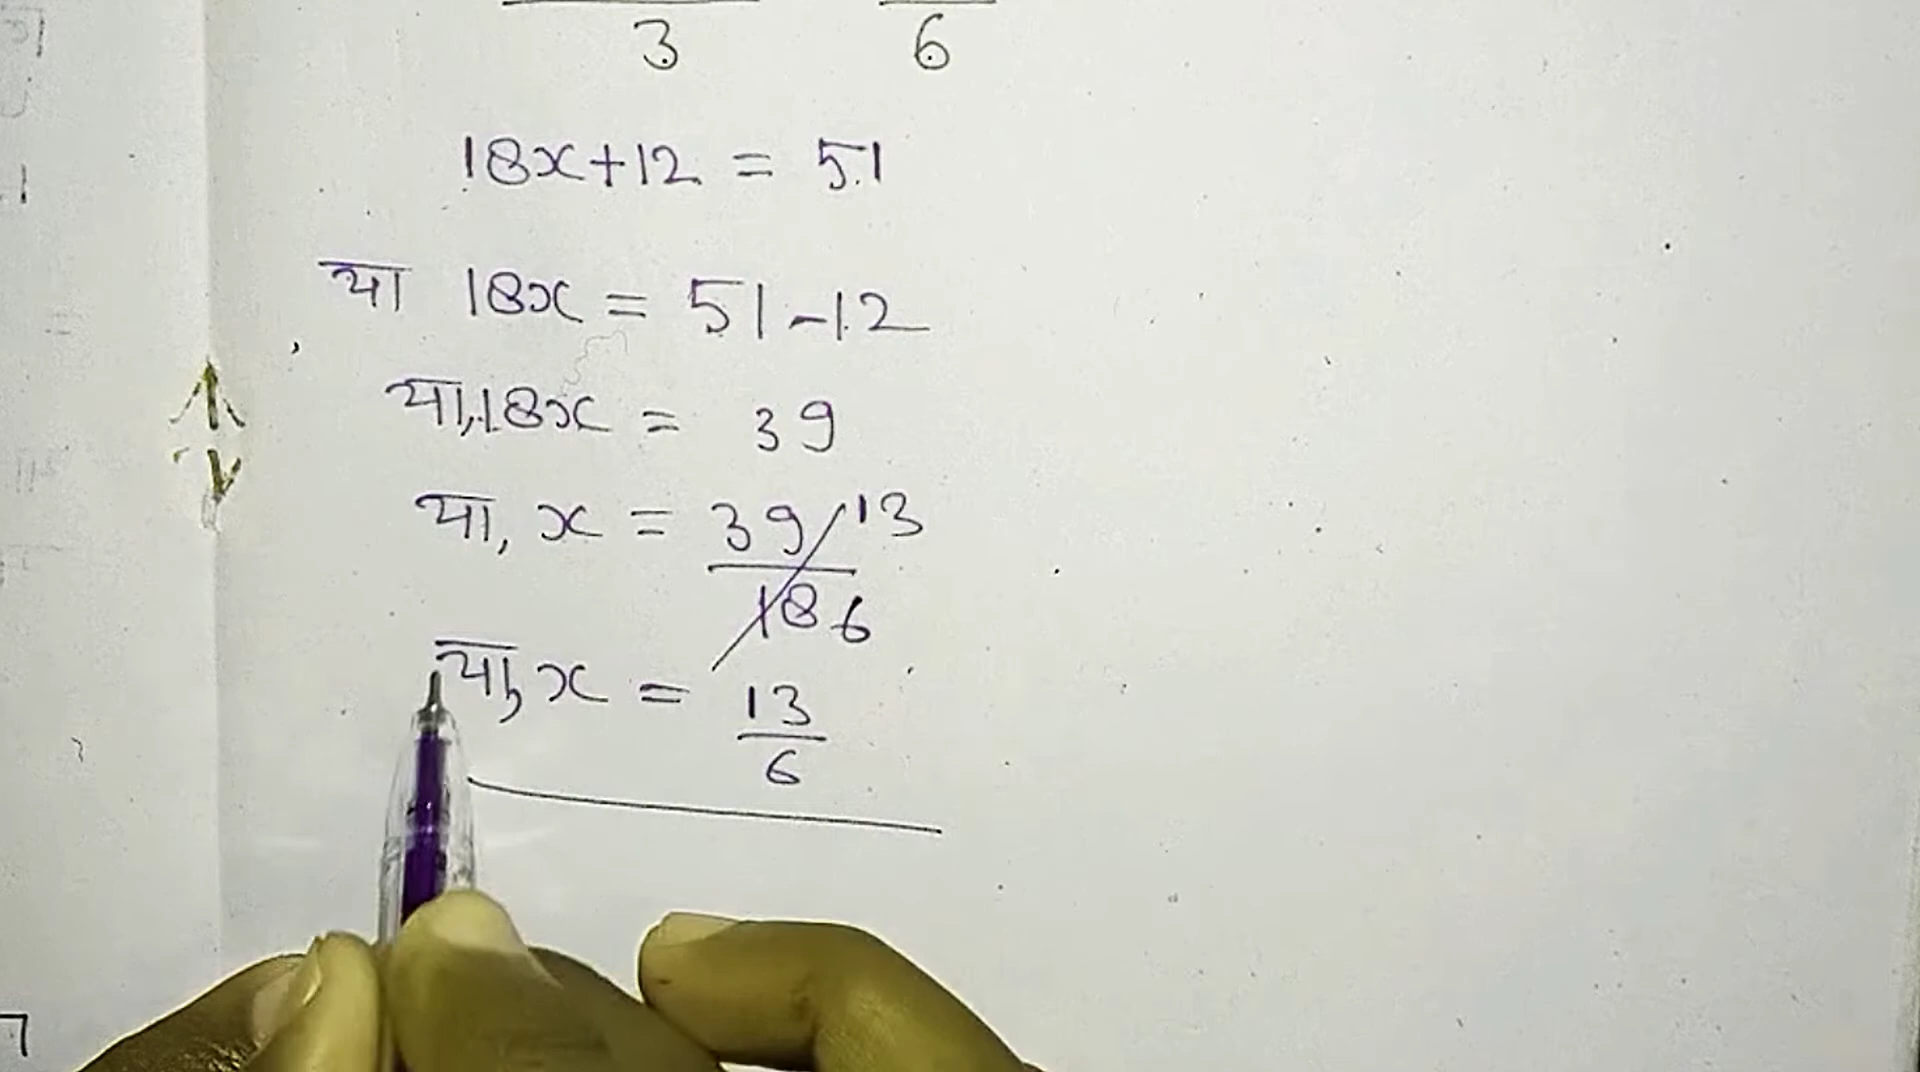 3 6
18x+12 = 51
या 18x = 51-12
या, 18x = 39
या, x = 39/18 13 6
या, x = 13/6